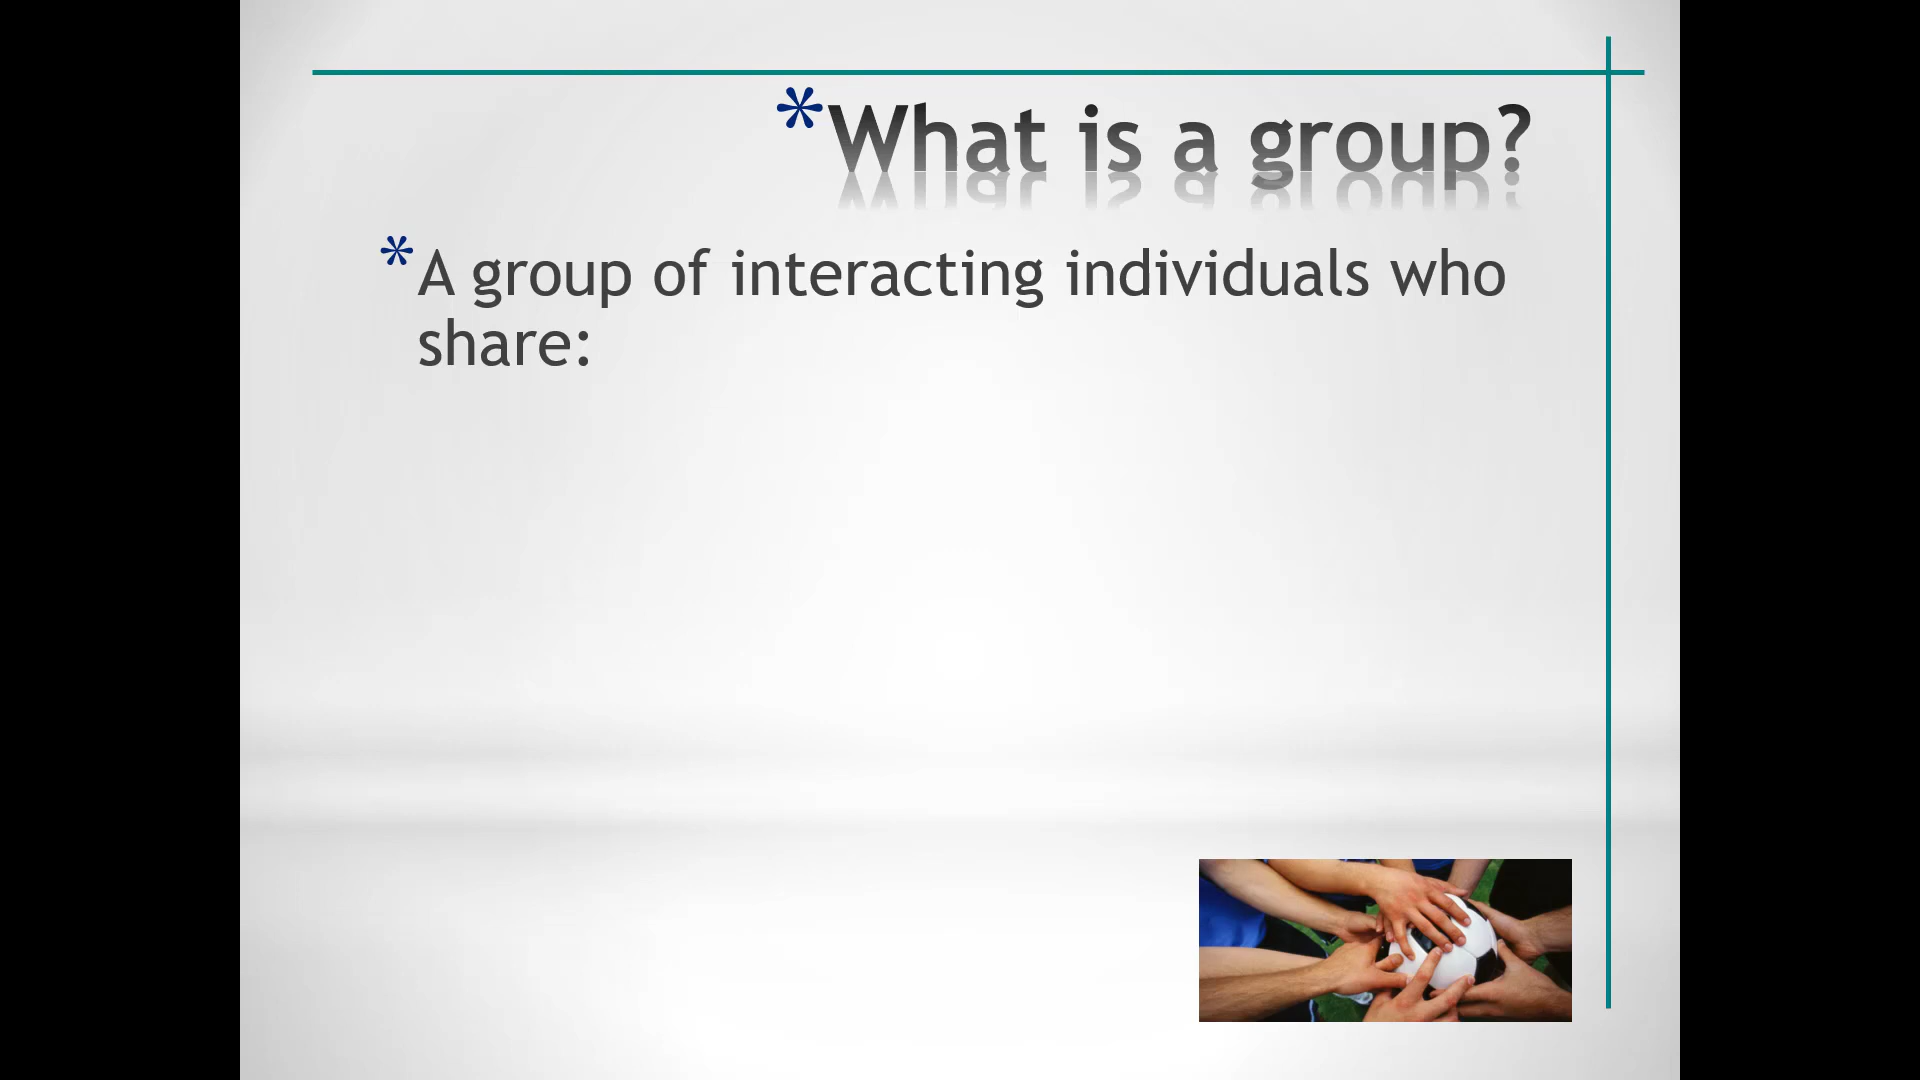 *What is a group?
*A group of interacting individuals who
share: